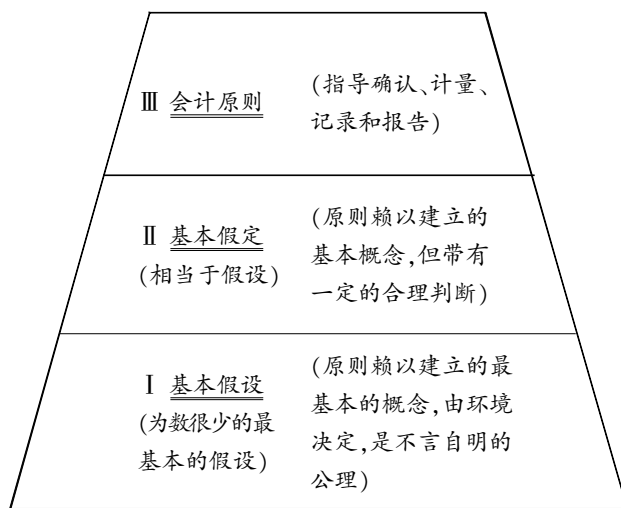 Ⅲ 会计原则 (指导确认、计量、
记录和报告)
Ⅱ 基本假定 (原则赖以建立的
(相当于假设) 基本概念,但带有
一定的合理判断)
Ⅰ 基本假设 (原则赖以建立的最
(为数很少的最 基本的概念,由环境
基本的假设) 决定,是不言自明的
公理)